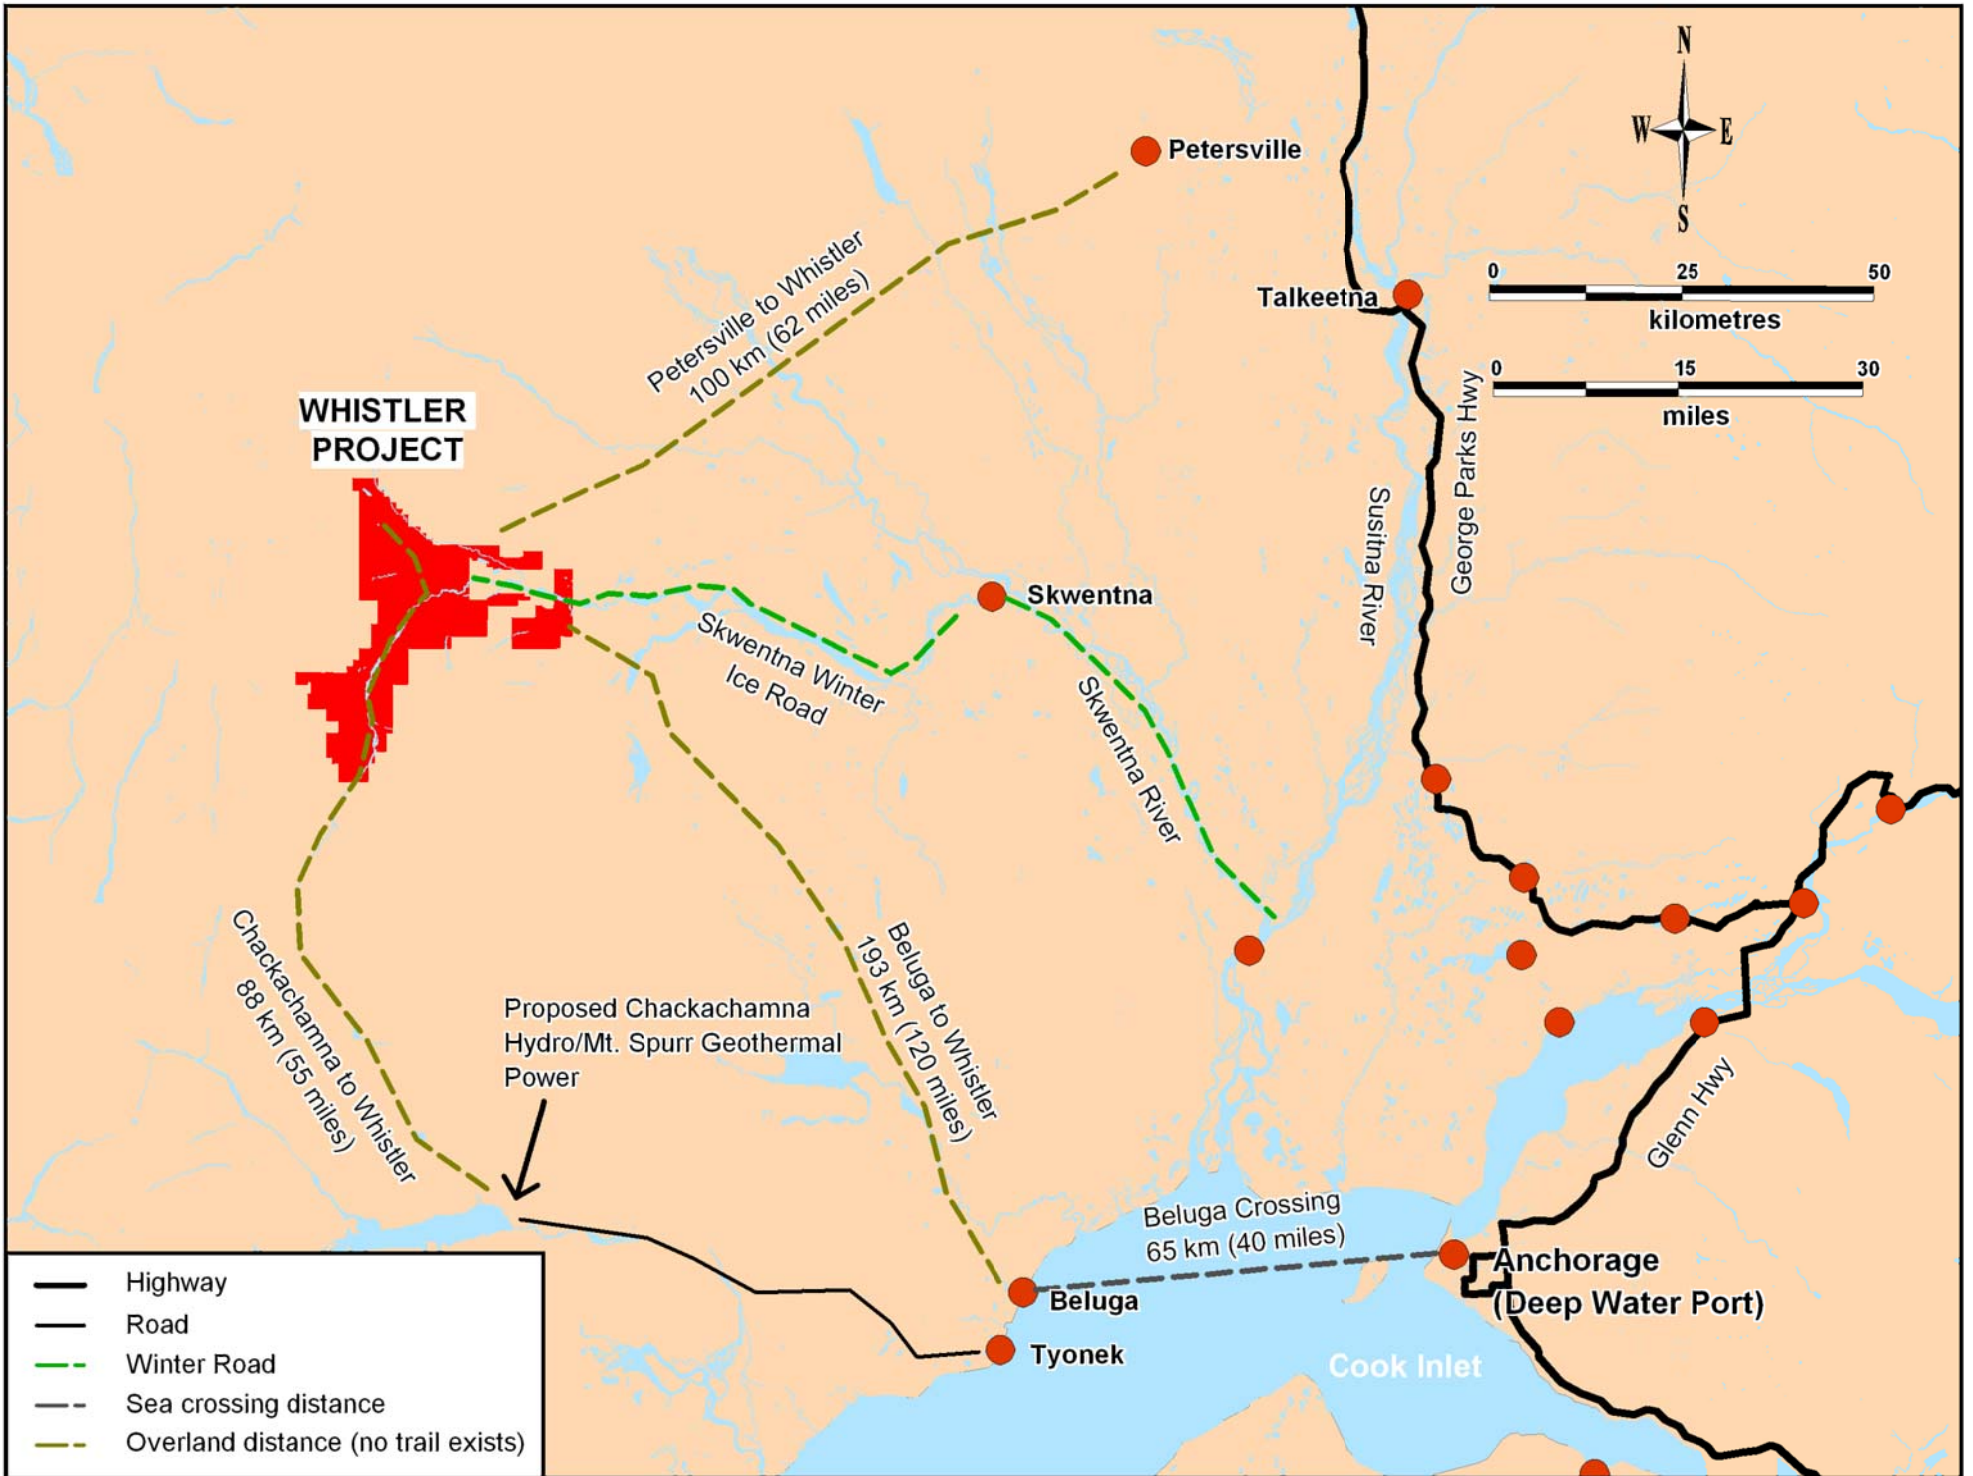 N
W
E
S
Petersville
Petersville to Whistler
100 km (62 miles)
Talkeetna
0 25 50
kilometres
0 15 30
miles
WHISTLER
PROJECT
George Parks Hwy
Susitna River
Skwentna
Skwentna Winter
Ice Road
Skwentna River
Chackachamna to Whistler
88 km (55 miles)
Beluga to Whistler
193 km (120 miles)
Proposed Chackachamna
Hydro/Mt. Spurr Geothermal
Power
Glenn Hwy
Beluga Crossing
65 km (40 miles)
Anchorage
(Deep Water Port)
Beluga
Tyonek
Cook Inlet
Highway
Road
Winter Road
Sea crossing distance
Overland distance (no trail exists)